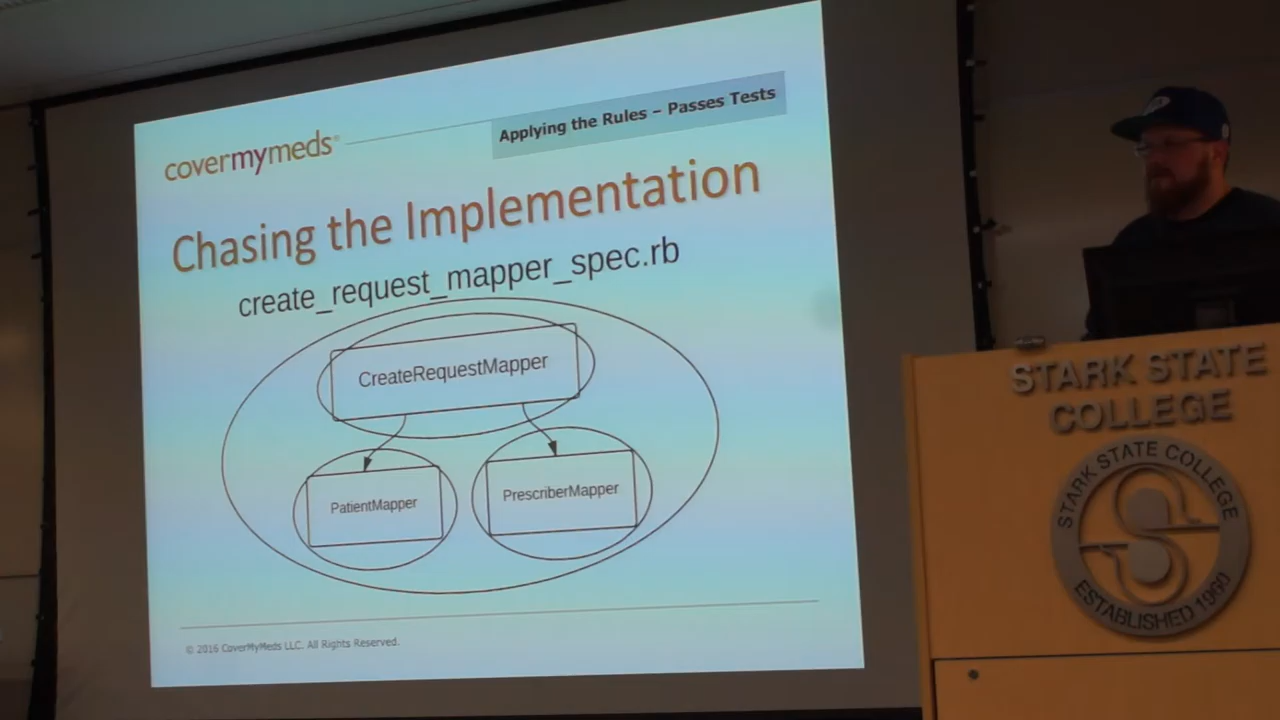 covermymeds®
Applying the Rules – Passes Tests
Chasing the Implementation
create_request_mapper_spec.rb
CreateRequestMapper
PatientMapper
PrescriberMapper
© 2016 CoverMyMeds LLC. All Rights Reserved.
STARK STATE
COLLEGE
STARK STATE COLLEGE
ESTABLISHED 1960